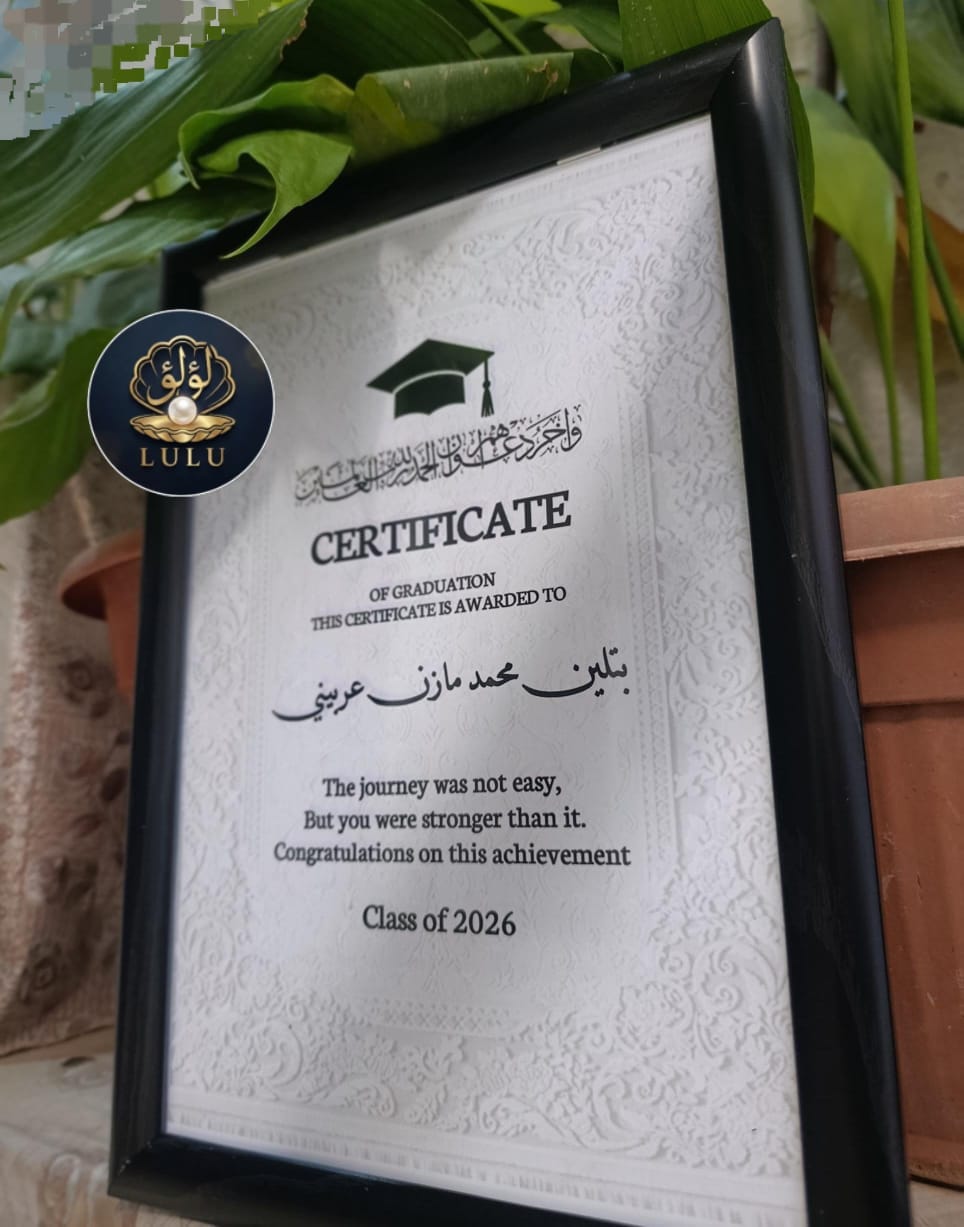 لؤلؤ
LULU
وآخر دعواهم أن الحمد لله رب العالمين
CERTIFICATE
OF GRADUATION
THIS CERTIFICATE IS AWARDED TO
بتلين محمد مازن عربيني
The journey was not easy,
But you were stronger than it.
Congratulations on this achievement
Class of 2026